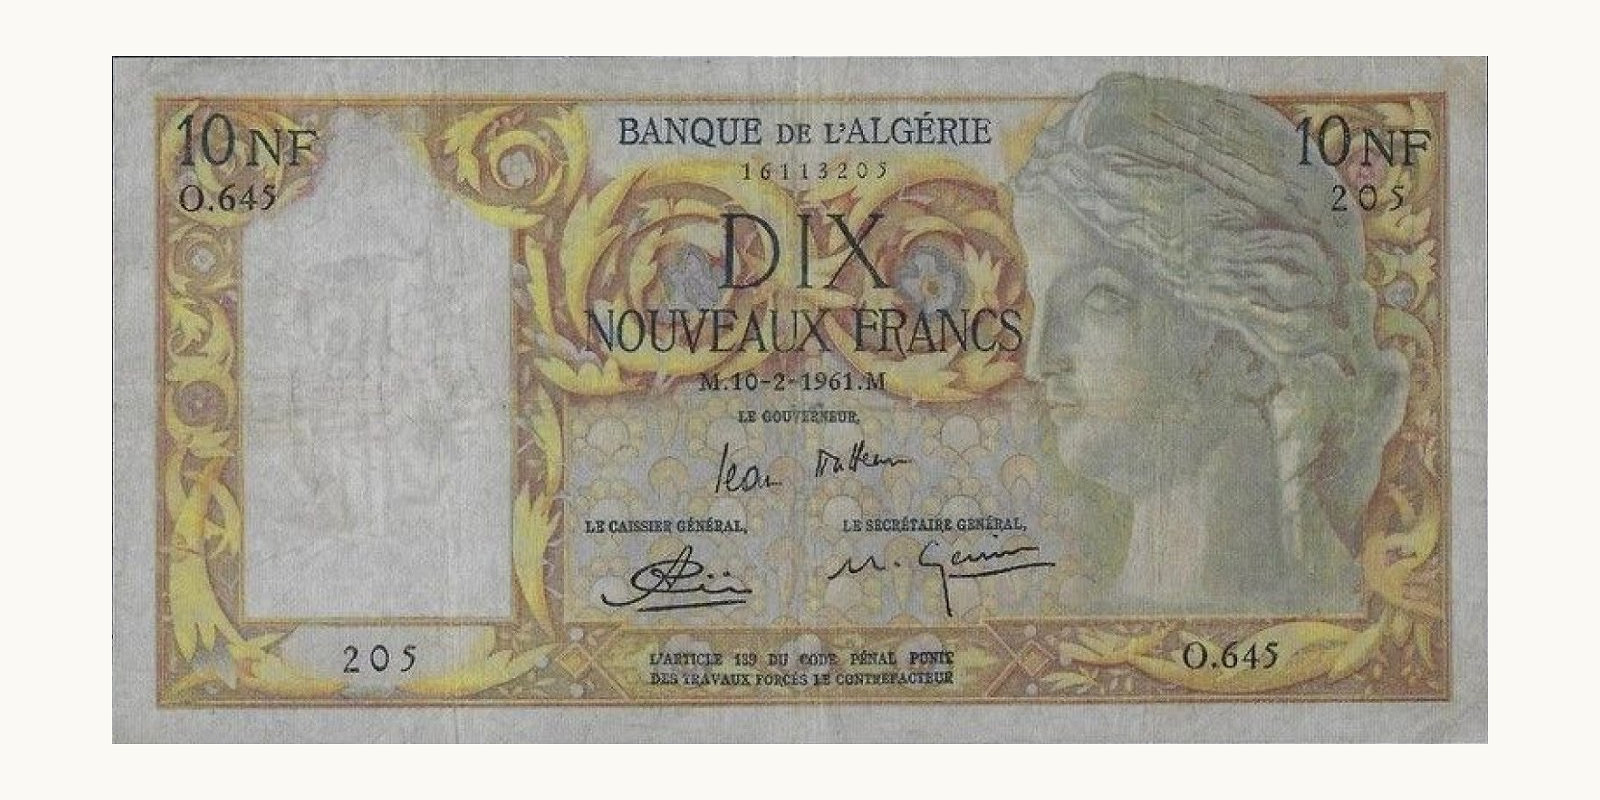 10 NF
O.645
BANQUE DE L'ALGÉRIE
16113205
10 NF
205
DIX
NOUVEAUX FRANCS
M.10-2-1961.M
LE GOUVERNEUR,
Jean
LE CAISSIER GÉNÉRAL,
LE SECRÉTAIRE GÉNÉRAL,
205
L'ARTICLE 139 DU CODE PÉNAL PUNIT
DES TRAVAUX FORCÉS LE CONTREFACTEUR
O.645